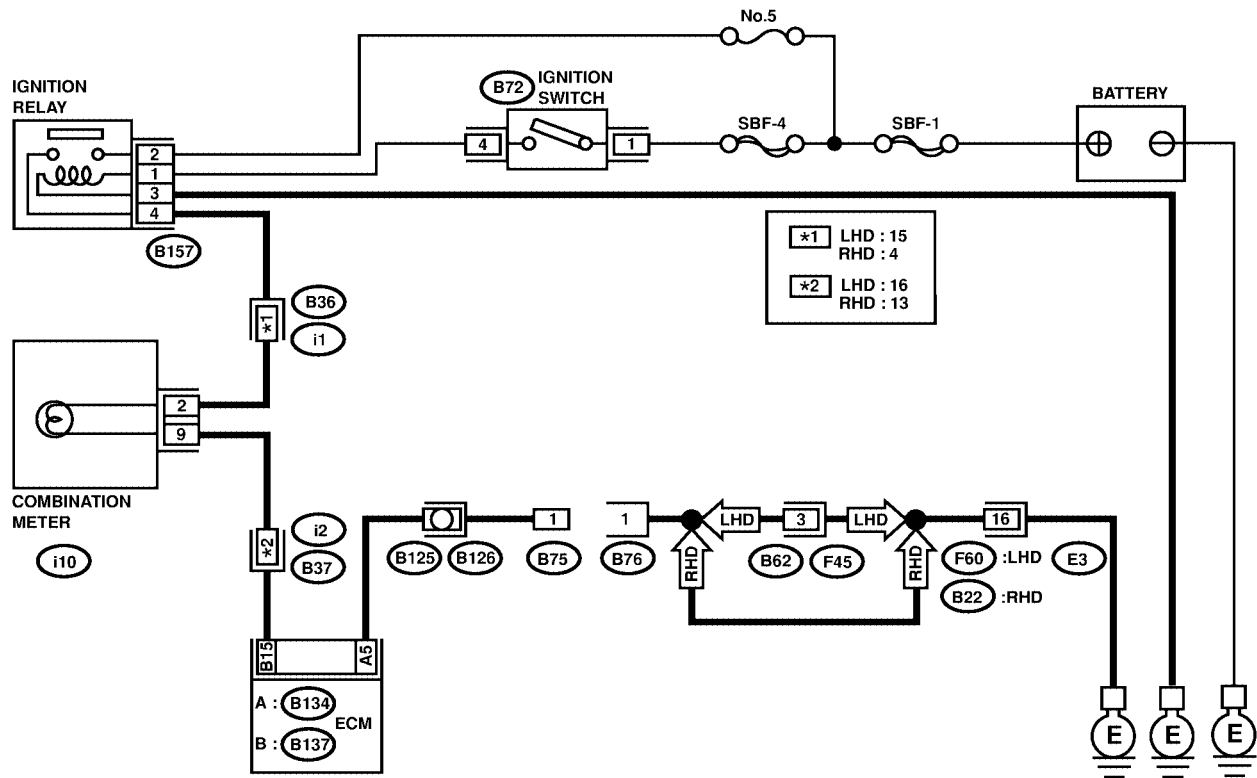 No.5
IGNITION
RELAY
B72
IGNITION
SWITCH
BATTERY
SBF-4
SBF-1
4
1
2
1
3
4
B157
*1 LHD : 15
RHD : 4
*2 LHD : 16
RHD : 13
B36
*1
i1
2
9
COMBINATION
METER
i10
i2
*2
B37
1
1
LHD
3
LHD
16
B125
B126
B75
B76
RHD
B62
F45
RHD
F60 :LHD
E3
B22 :RHD
B15
A5
A : B134
ECM
B : B137
E
E
E